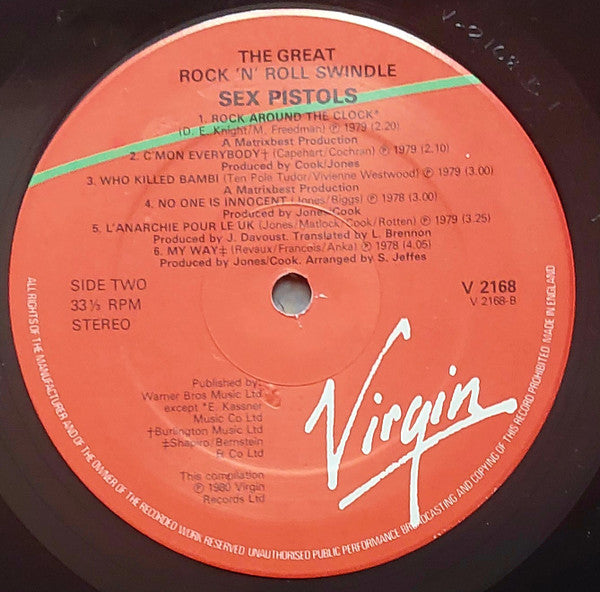 THE GREAT
ROCK 'N' ROLL SWINDLE
SEX PISTOLS
1. ROCK AROUND THE CLOCK*
(D. E. Knight/M. Freedman) ℗ 1979 (2.20)
A Matrixbest Production
2. C'MON EVERYBODY† (Capehart/Cochran) ℗ 1979 (2.10)
Produced by Cook/Jones
3. WHO KILLED BAMBI (Ten Pole Tudor/Vivienne Westwood) ℗ 1979 (3.00)
A Matrixbest Production
4. NO ONE IS INNOCENT (Jones/Biggs) ℗ 1978 (3.00)
Produced by Jones/Cook
5. L'ANARCHIE POUR LE UK (Jones/Matlock/Cook/Rotten) ℗ 1979 (3.25)
Produced by J. Davoust. Translated by L. Brennon
6. MY WAY‡ (Revaux/Francois/Anka) ℗ 1978 (4.05)
Produced by Jones/Cook. Arranged by S. Jeffes
SIDE TWO
33⅓ RPM
STEREO
V 2168
V 2168-B
Published by:
Warner Bros Music Ltd
except *E. Kassner
Music Co Ltd
†Burlington Music Ltd
‡Shapiro/Bernstein
& Co Ltd
This compilation
℗ 1980 Virgin
Records Ltd
Virgin
ALL RIGHTS OF THE MANUFACTURER AND OF THE OWNER OF THE RECORDED WORK RESERVED. UNAUTHORISED PUBLIC PERFORMANCE BROADCASTING AND COPYING OF THIS RECORD PROHIBITED. MADE IN ENGLAND